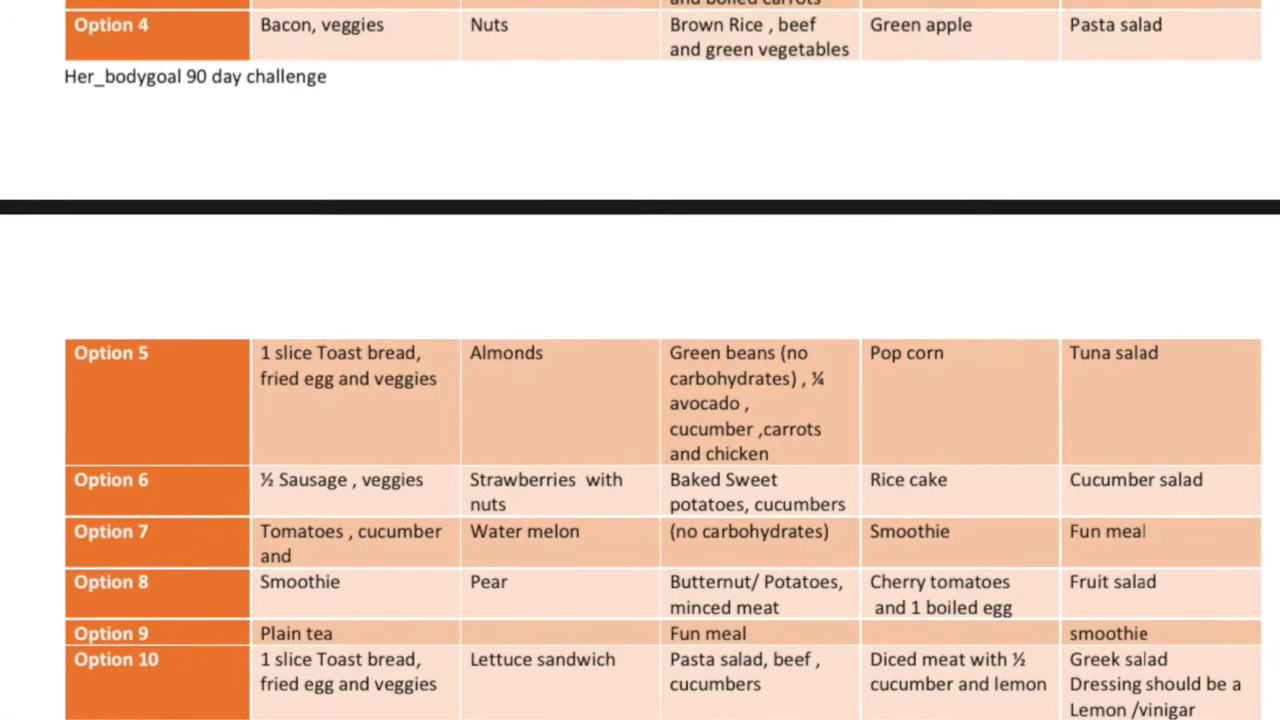 and boiled carrots
Option 4 Bacon, veggies Nuts Brown Rice , beef Green apple Pasta salad
and green vegetables
Her_bodygoal 90 day challenge
Option 5 1 slice Toast bread, Almonds Green beans (no Pop corn Tuna salad
fried egg and veggies carbohydrates) , ¼
avocado ,
cucumber ,carrots
and chicken
Option 6 ½ Sausage , veggies Strawberries with Baked Sweet Rice cake Cucumber salad
nuts potatoes, cucumbers
Option 7 Tomatoes , cucumber Water melon (no carbohydrates) Smoothie Fun meal
and
Option 8 Smoothie Pear Butternut/ Potatoes, Cherry tomatoes Fruit salad
minced meat and 1 boiled egg
Option 9 Plain tea Fun meal smoothie
Option 10 1 slice Toast bread, Lettuce sandwich Pasta salad, beef , Diced meat with ½ Greek salad
fried egg and veggies cucumbers cucumber and lemon Dressing should be a
Lemon /vinigar